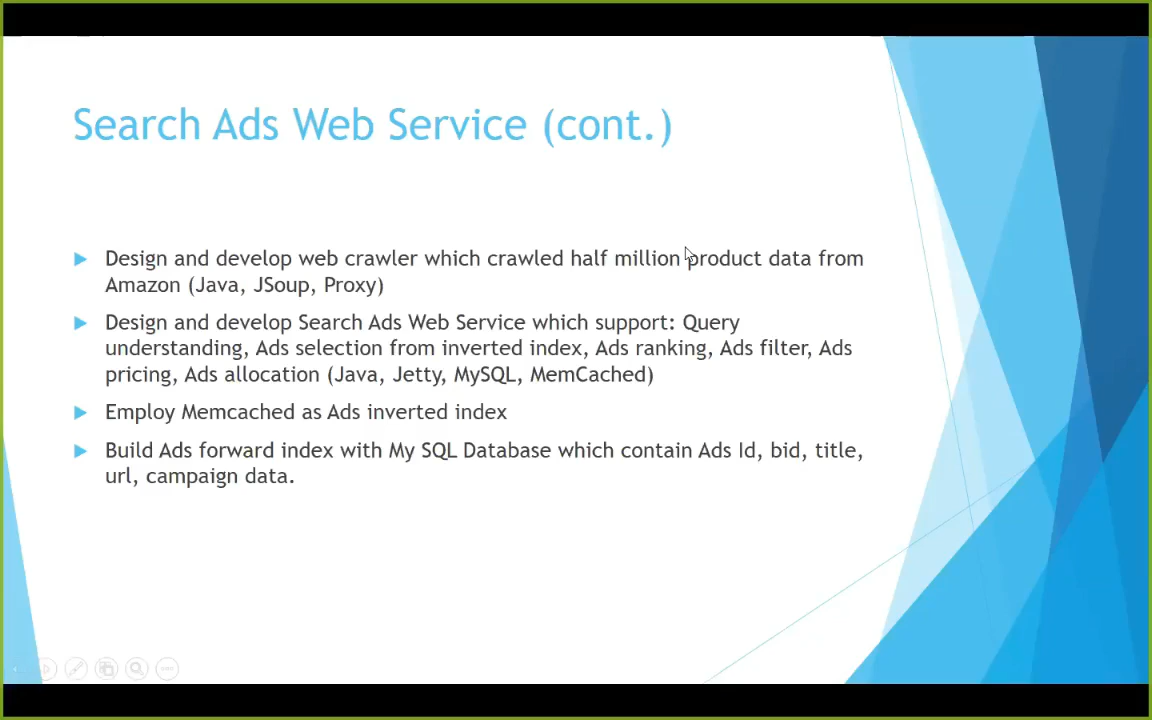 Search Ads Web Service (cont.)
Design and develop web crawler which crawled half million product data from
Amazon (Java, JSoup, Proxy)
Design and develop Search Ads Web Service which support: Query
understanding, Ads selection from inverted index, Ads ranking, Ads filter, Ads
pricing, Ads allocation (Java, Jetty, MySQL, MemCached)
Employ Memcached as Ads inverted index
Build Ads forward index with My SQL Database which contain Ads Id, bid, title,
url, campaign data.